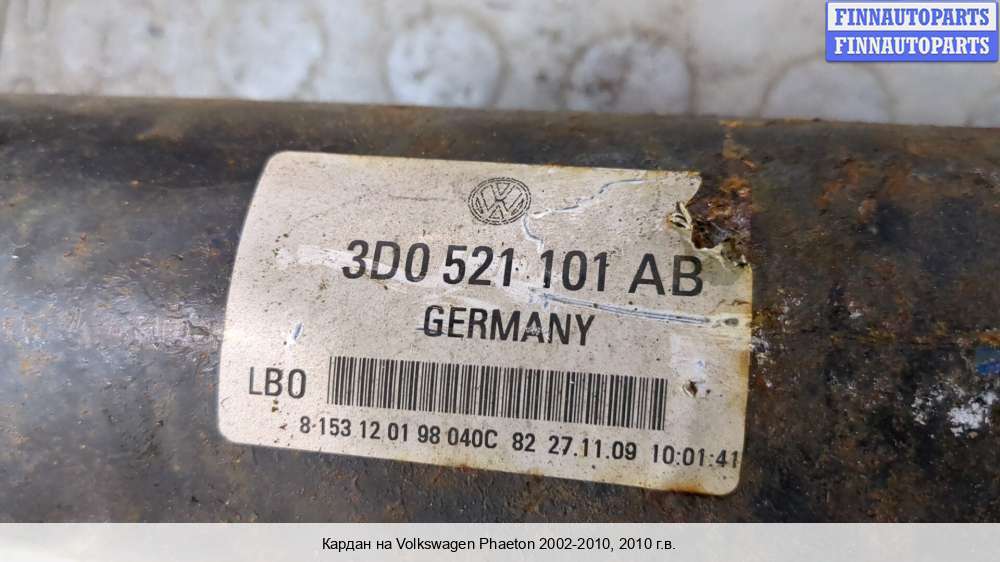 FINNAUTOPARTS
FINNAUTOPARTS
3D0 521 101 AB
GERMANY
LBO
8-153 12 01 98 040C 82 27.11.09 10:01:41
Кардан на Volkswagen Phaeton 2002-2010, 2010 г.в.